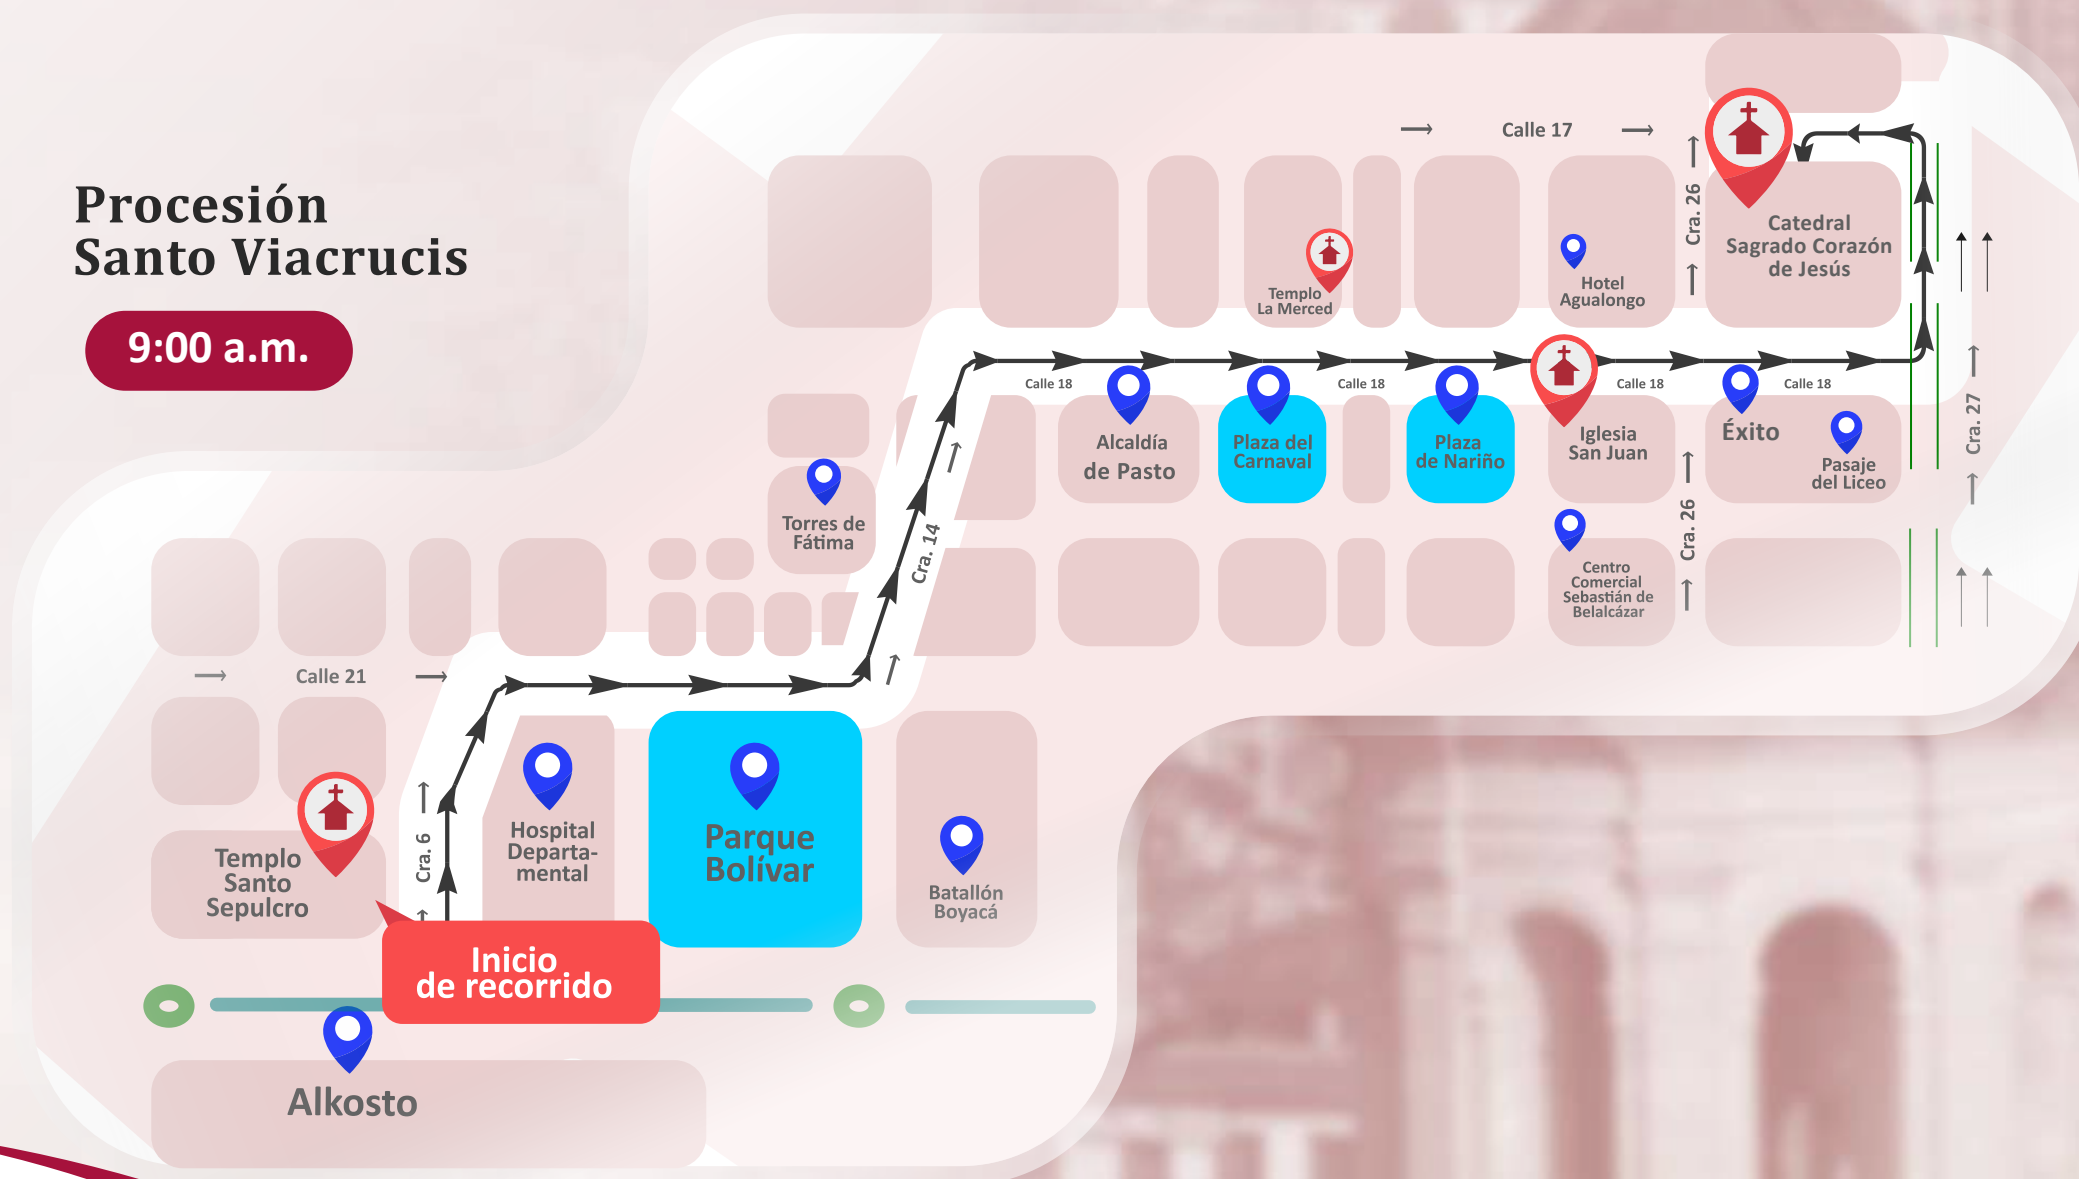 Procesión
Santo Viacrucis
9:00 a.m.
Calle 17
Cra. 26
Catedral
Sagrado Corazón
de Jesús
Templo
La Merced
Hotel
Agualongo
Calle 18
Calle 18
Calle 18
Calle 18
Cra. 27
Alcaldía
de Pasto
Plaza del
Carnaval
Plaza
de Nariño
Iglesia
San Juan
Éxito
Pasaje
del Liceo
Cra. 26
Torres de
Fátima
Cra. 14
Centro
Comercial
Sebastián de
Belalcázar
Calle 21
Templo
Santo
Sepulcro
Cra. 6
Hospital
Departa-
mental
Parque
Bolívar
Batallón
Boyacá
Inicio
de recorrido
Alkosto